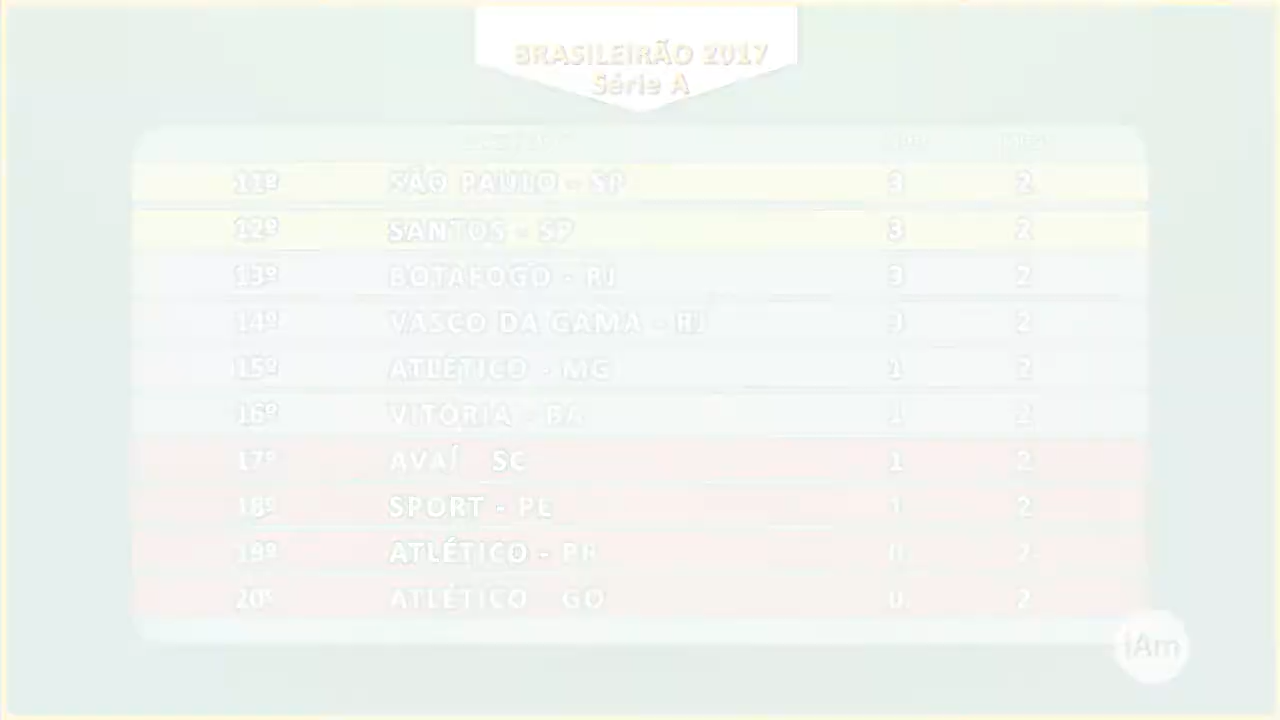 BRASILEIRÃO 2017
Série A
11º SÃO PAULO - SP 3 2
12º SANTOS - SP 3 2
13º BOTAFOGO - RJ 3 2
14º VASCO DA GAMA - RJ 3 2
15º ATLÉTICO - MG 1 2
16º VITÓRIA - BA 1 2
17º AVAÍ - SC 1 2
18º SPORT - PE 1 2
19º ATLÉTICO - PR 0 2
20º ATLÉTICO - GO 0 2
iAm